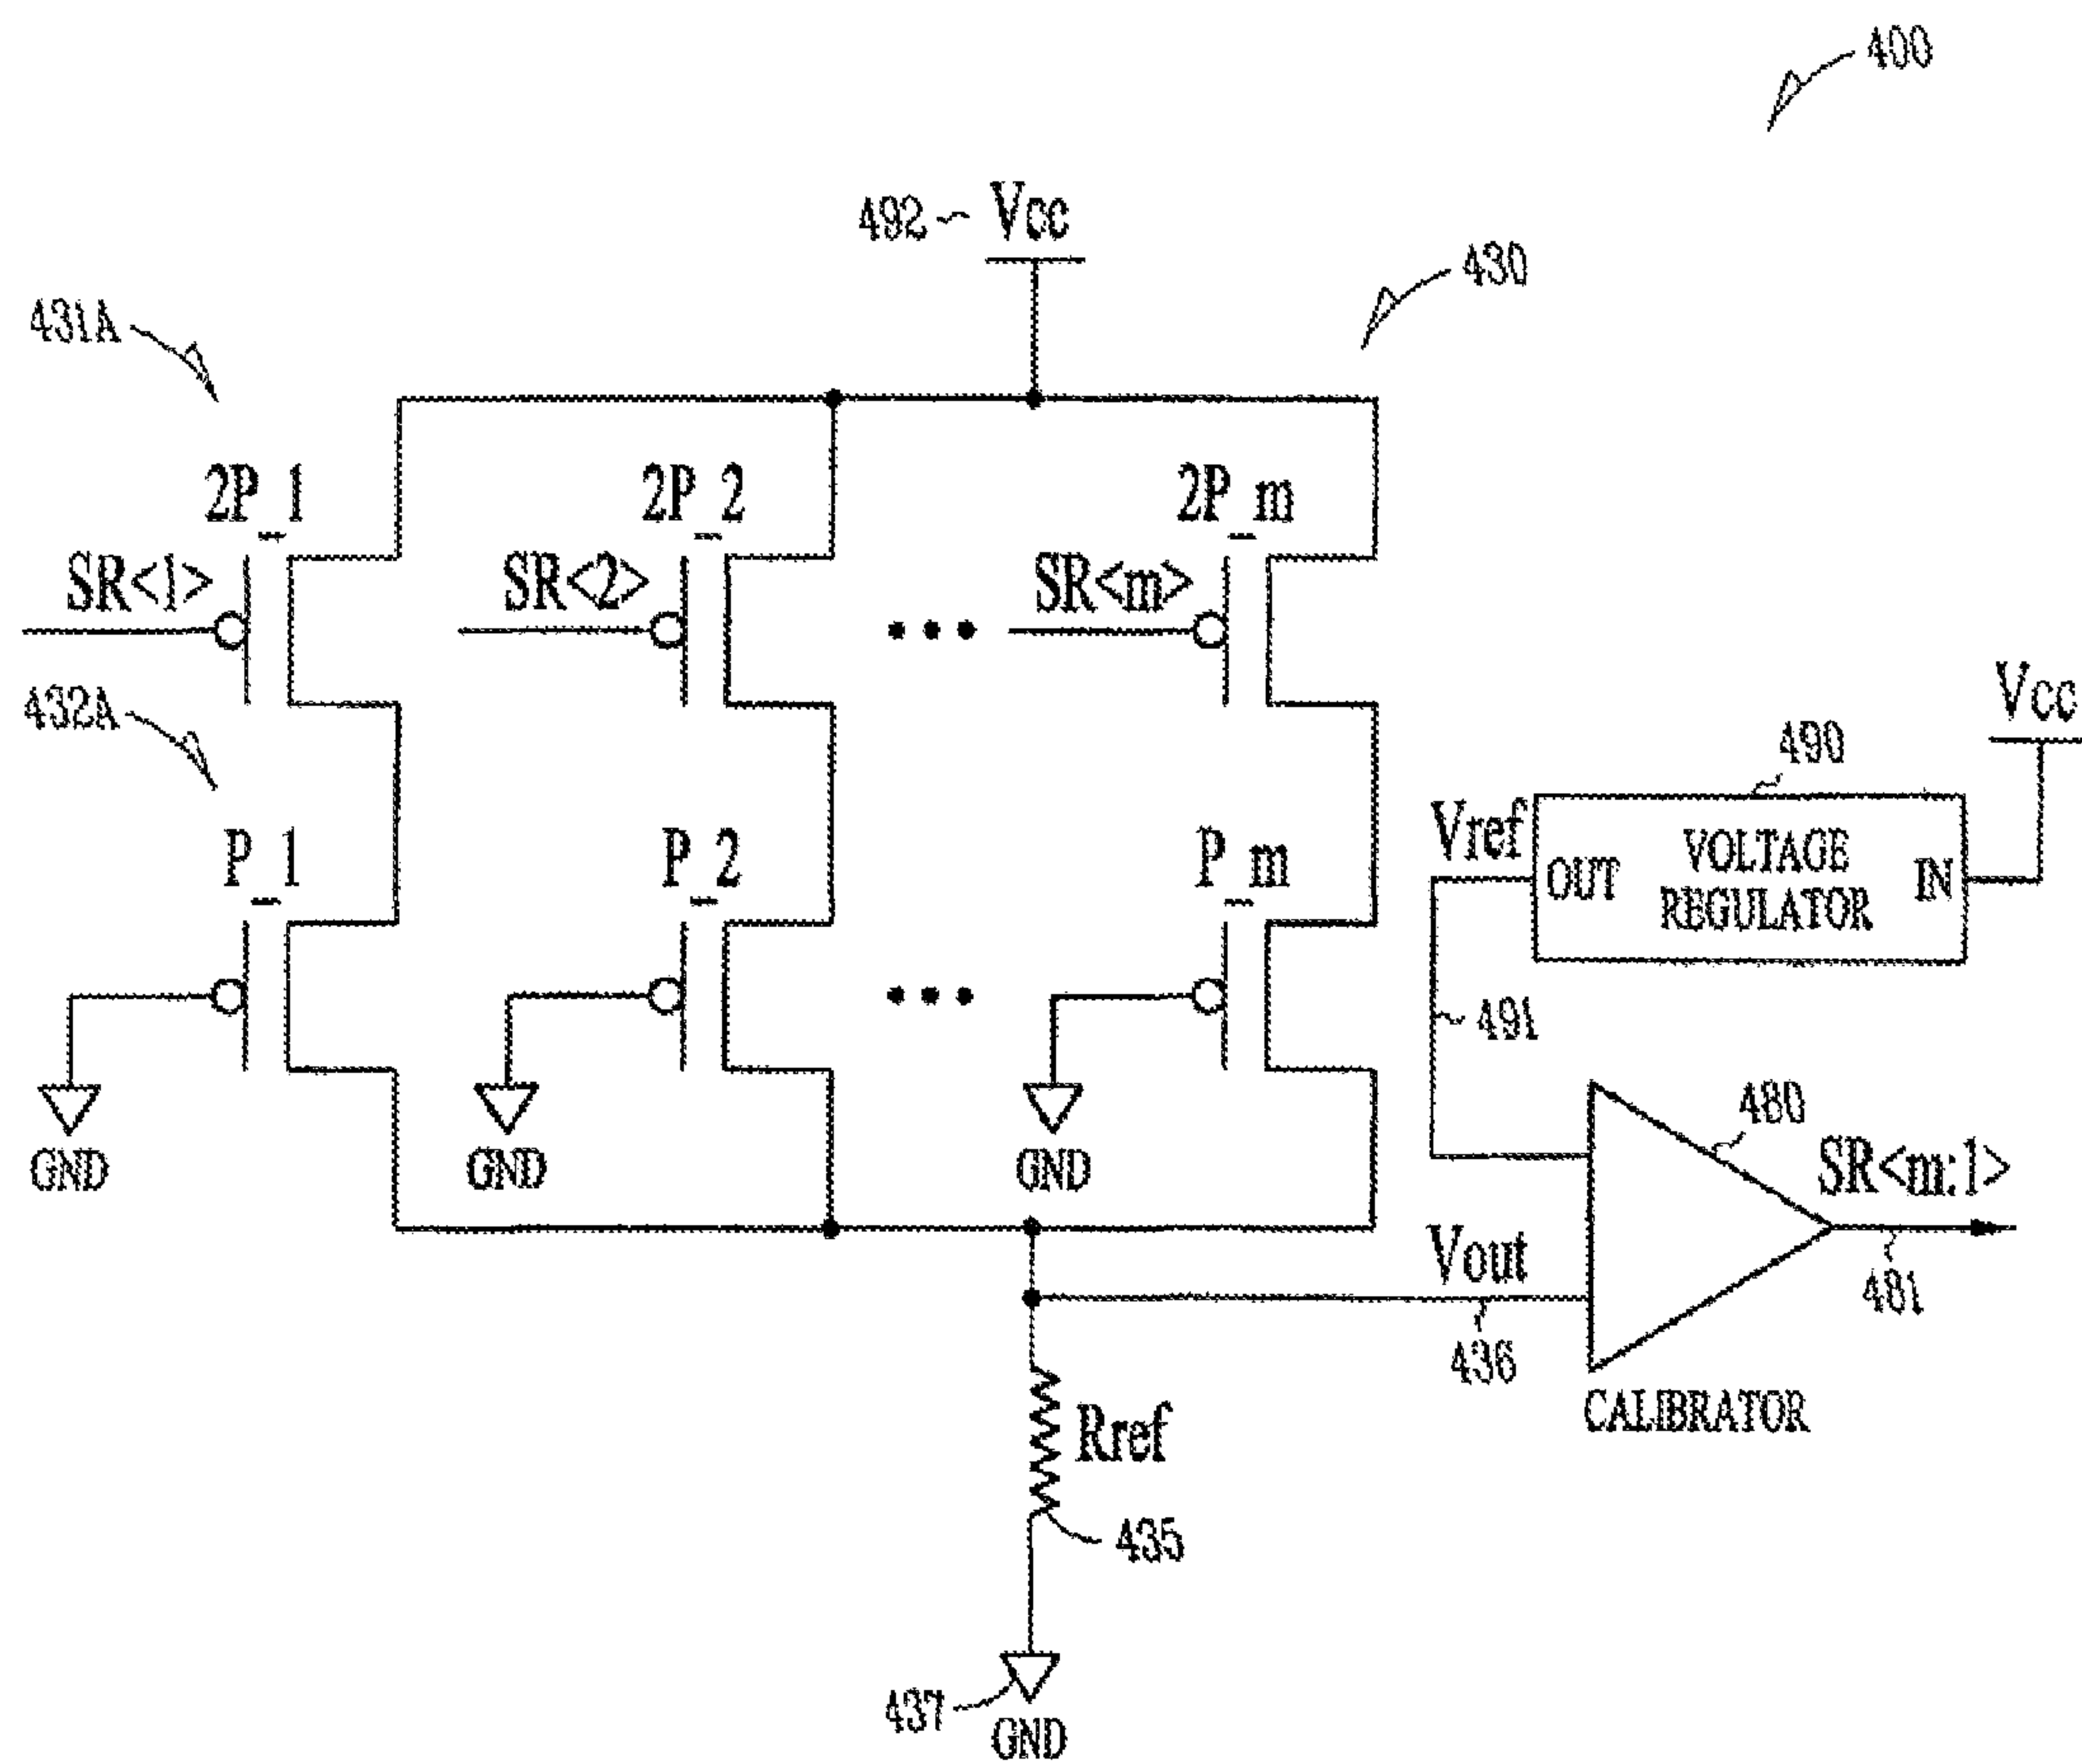 400
492 Vcc
430
431A
2P_1
2P_2
2P_m
SR<1>
SR<2>
SR<m>
432A
Vcc
490
Vref
OUT VOLTAGE REGULATOR IN
P_1
P_2
P_m
491
GND
GND
GND
480
SR<m:1>
Vout
481
436
CALIBRATOR
Rref
435
437
GND